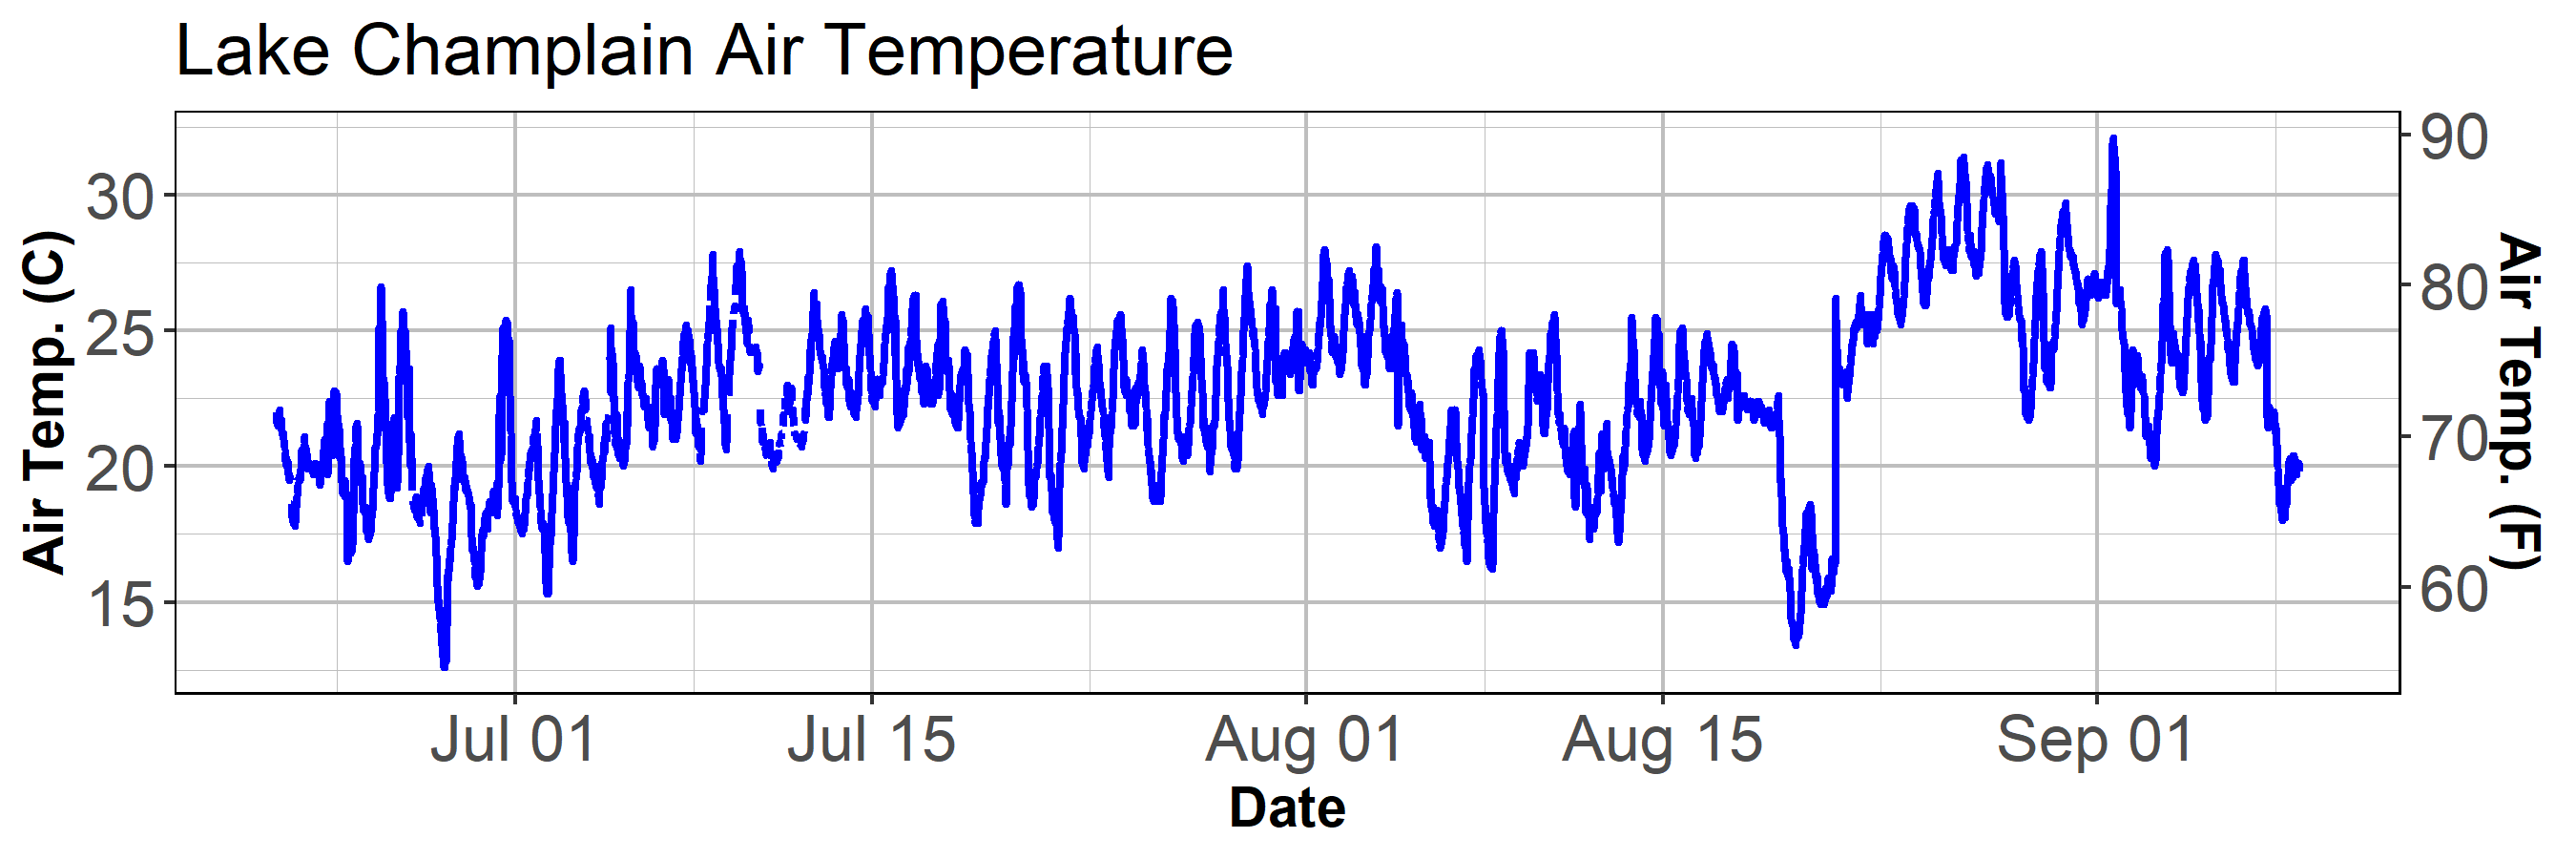 Lake Champlain Air Temperature
Air Temp. (C)
30
25
20
15
90
80
70
60
Air Temp. (F)
Jul 01 Jul 15 Aug 01 Aug 15 Sep 01
Date